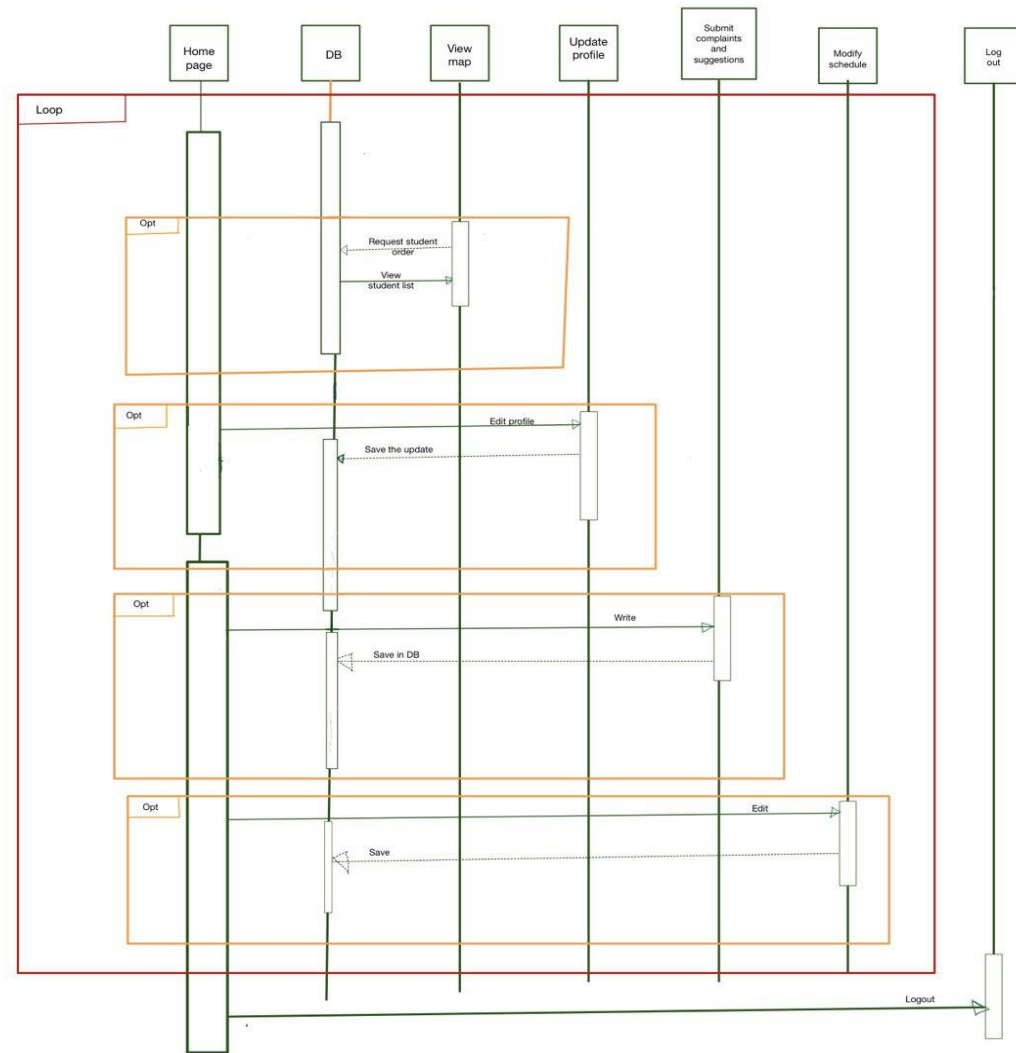 Home
page
DB
View
map
Update
profile
Submit
complaints
and
suggestions
Modify
schedule
Log
out
Loop
Opt
Request student
order
View
student list
Opt
Edit profile
Save the update
Opt
Write
Save in DB
Opt
Edit
Save
Logout